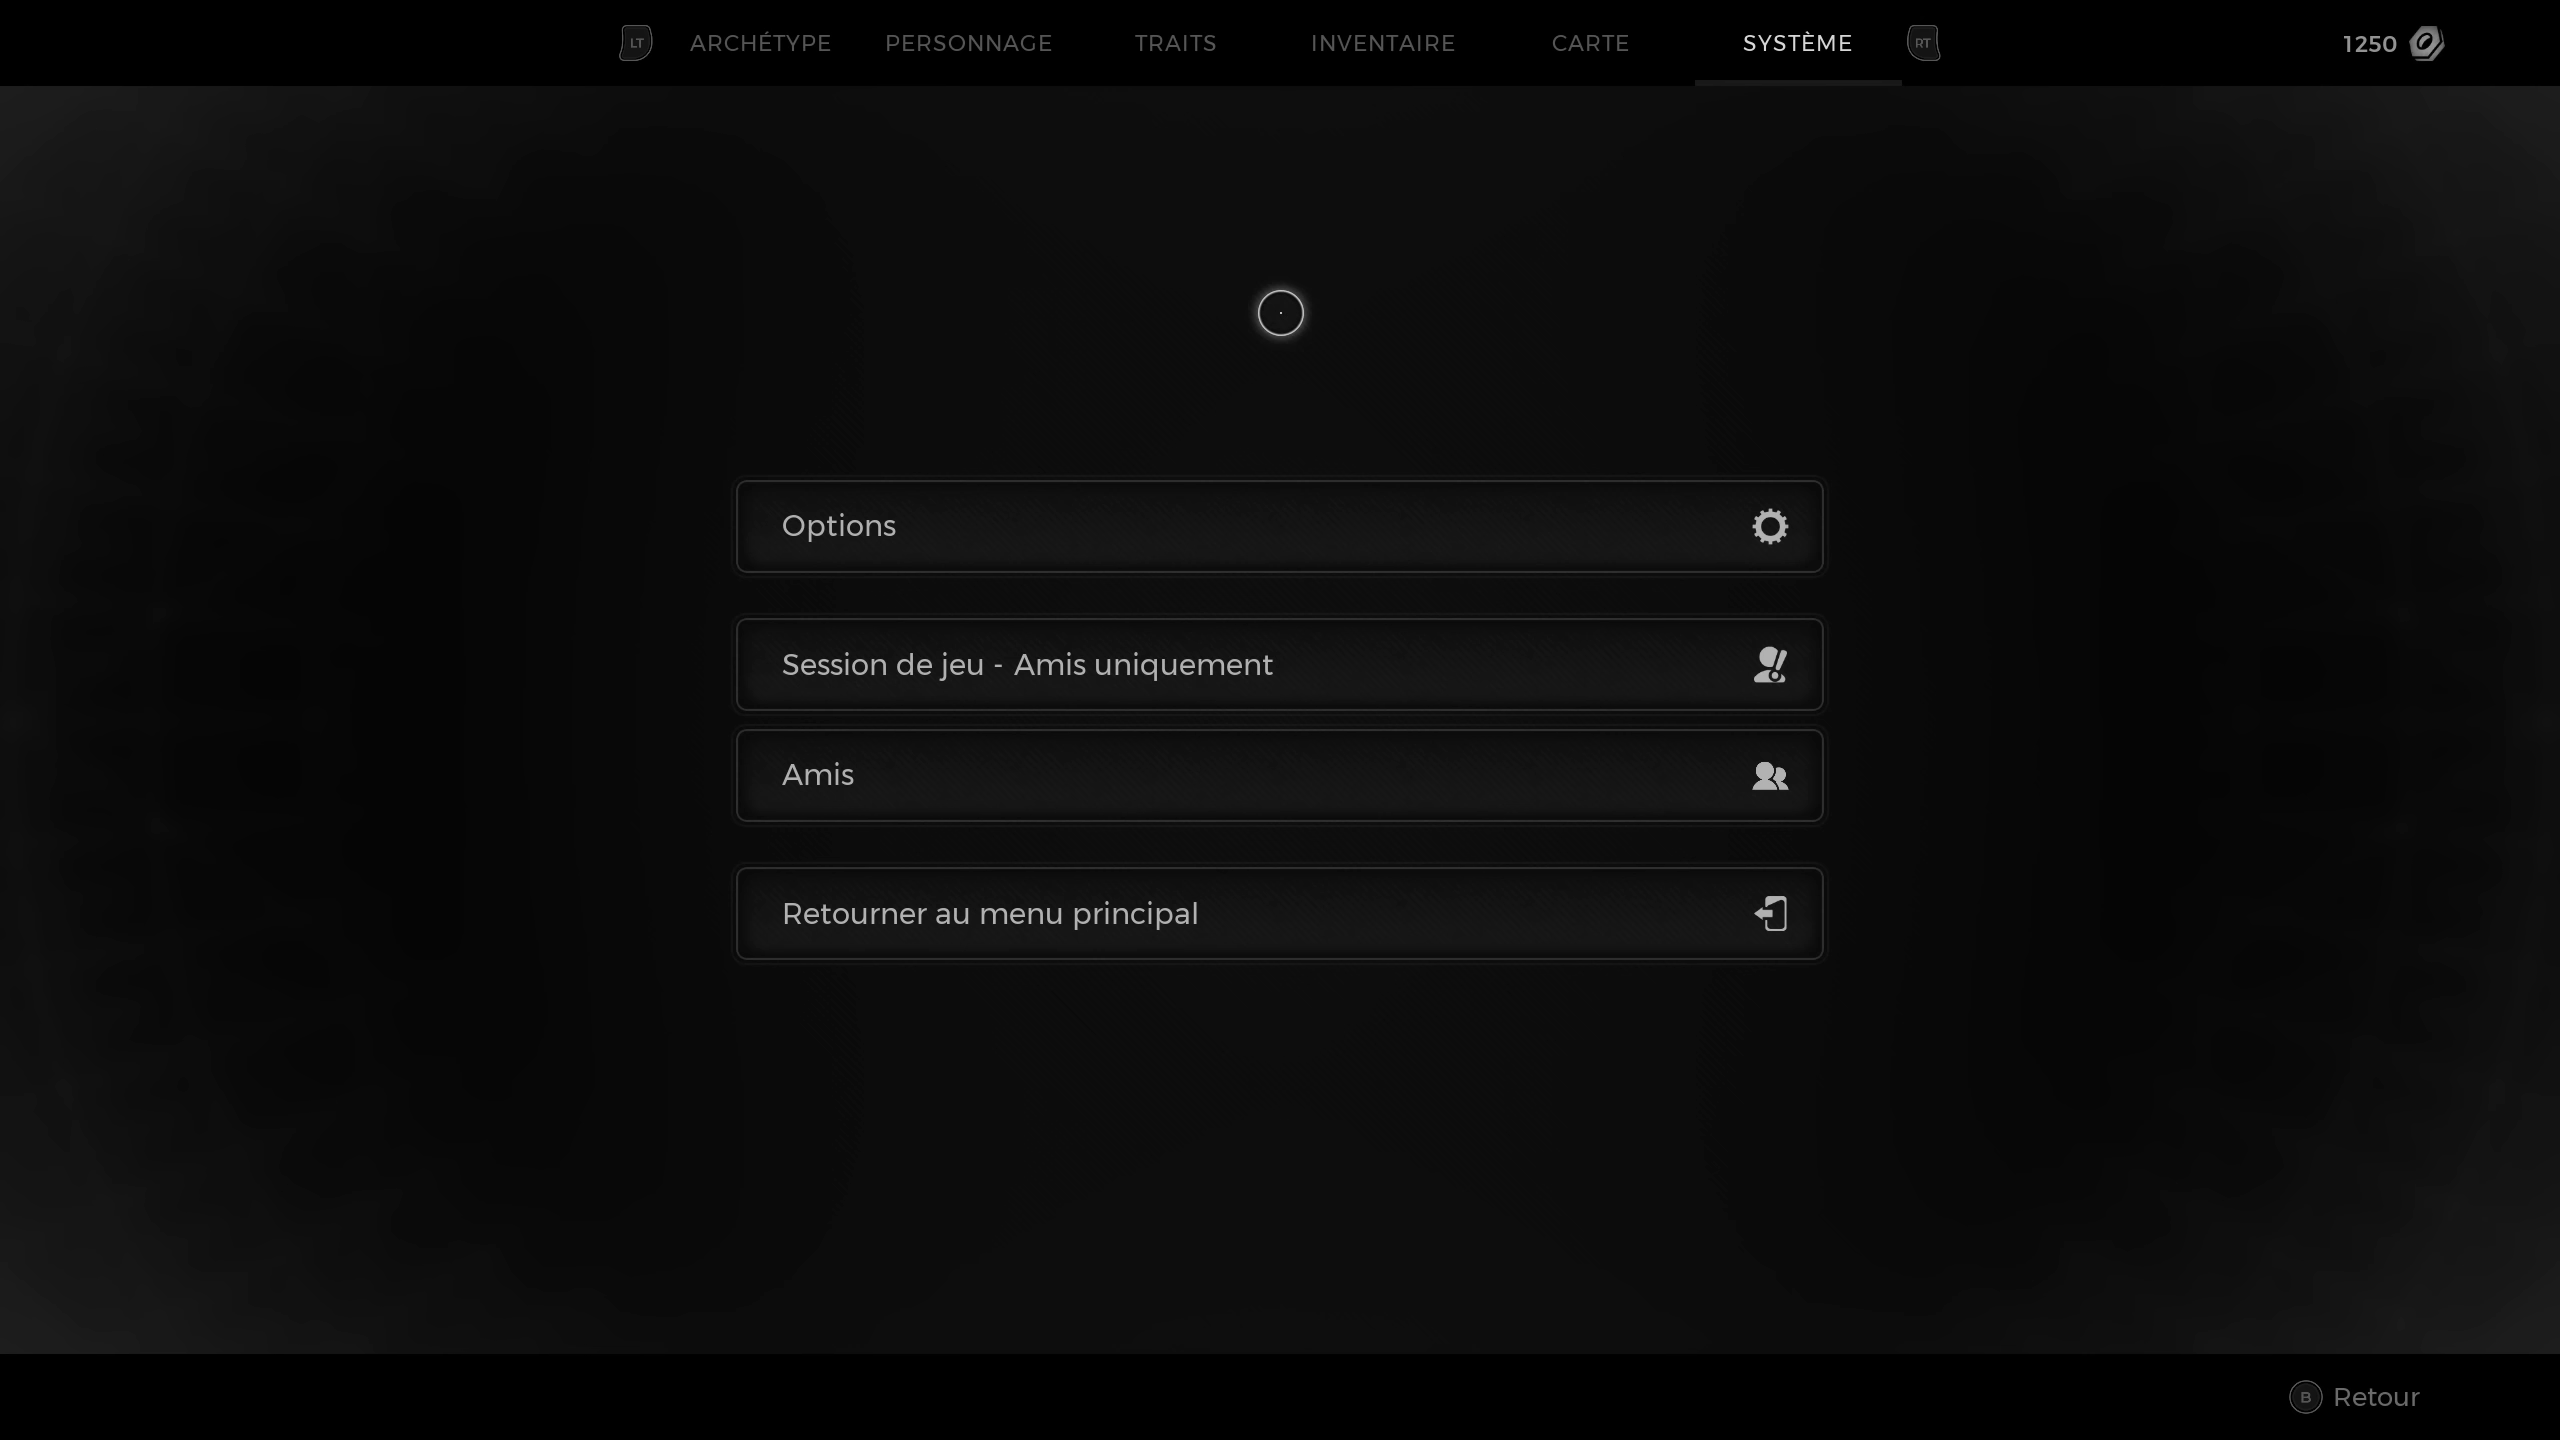 LT ARCHÉTYPE PERSONNAGE TRAITS INVENTAIRE CARTE SYSTÈME RT 1250
Options
Session de jeu - Amis uniquement
Amis
Retourner au menu principal
B Retour